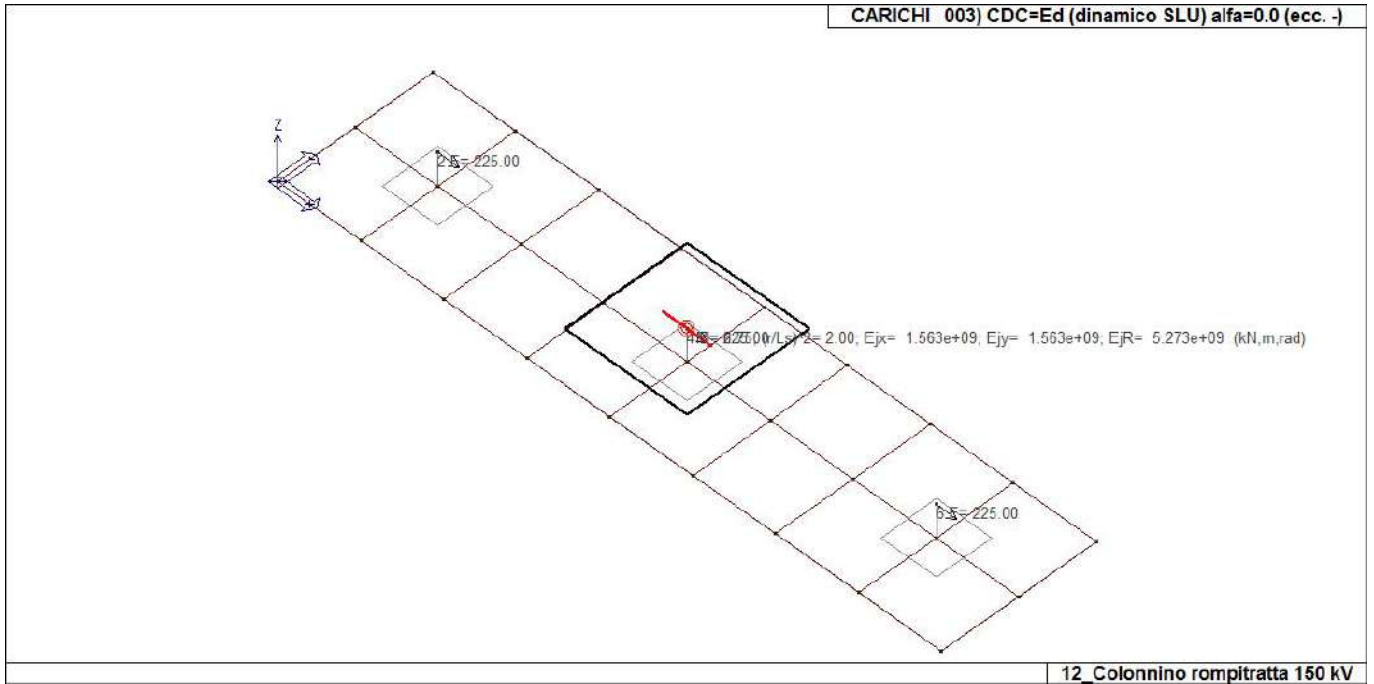 CARICHI 003) CDC=Ed (dinamico SLU) alfa=0.0 (ecc. -)
Z
225.00
2= 2.00; Ejx= 1.563e+09; Ejy= 1.563e+09; EjR= 5.273e+09 (kN,m,rad)
225.00
12_Colonnino rompitratta 150 kV